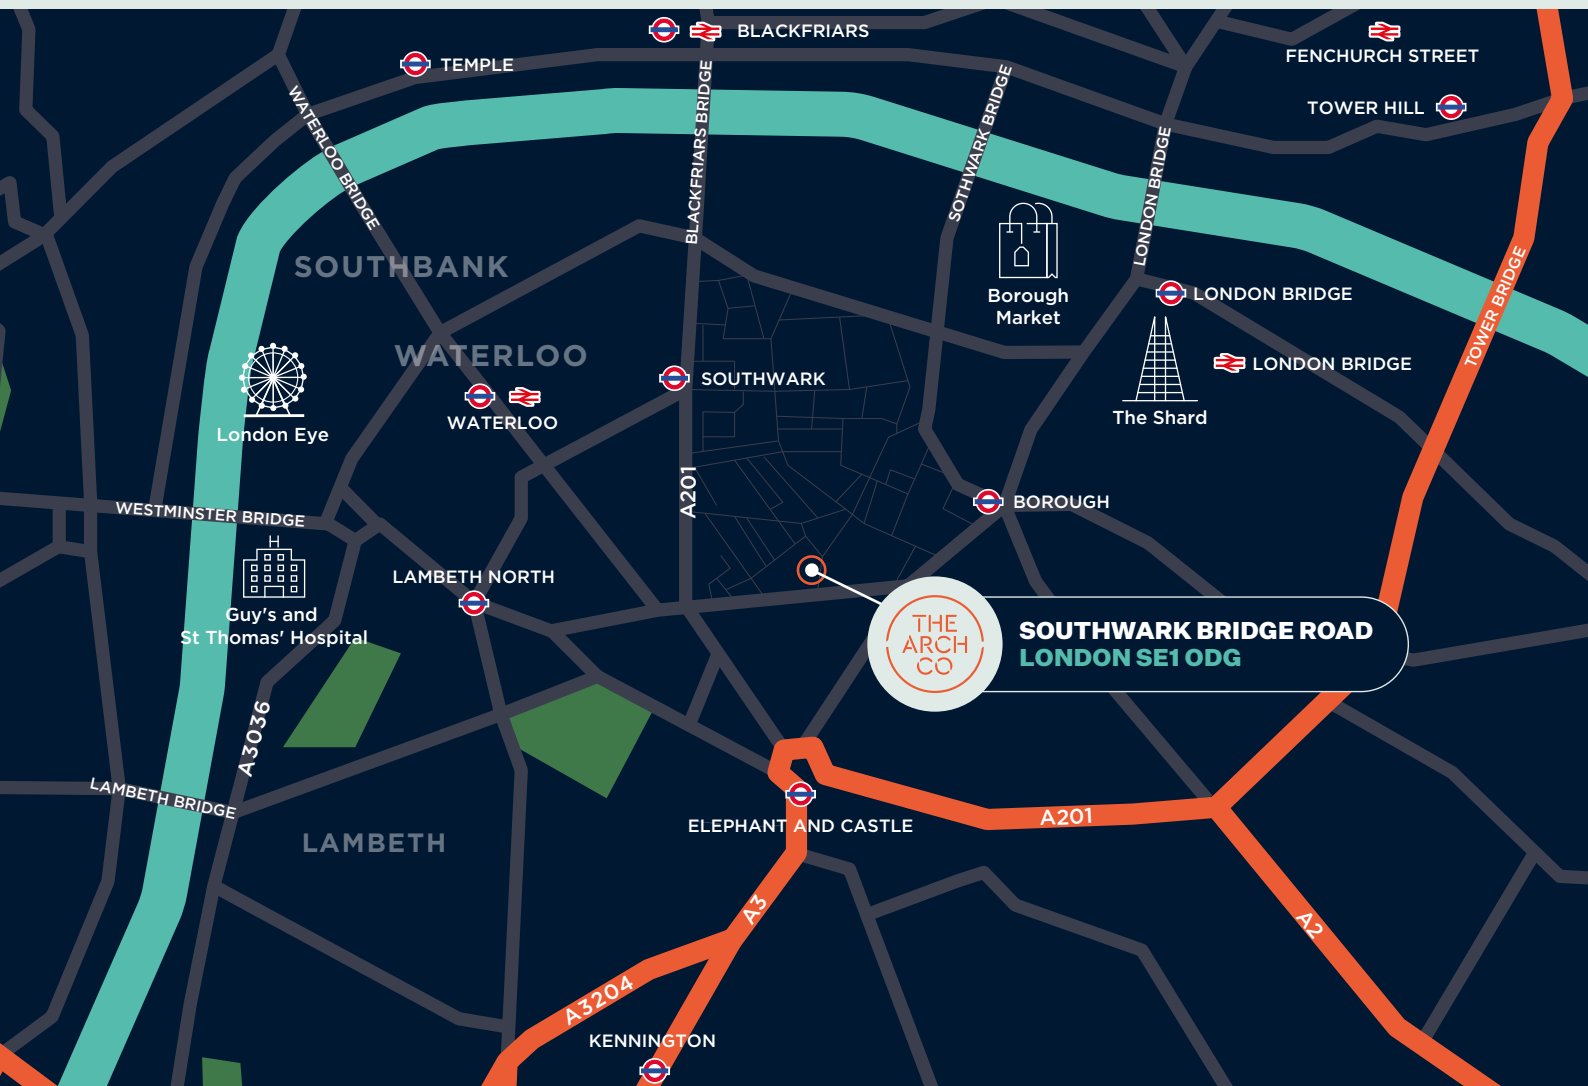 BLACKFRIARS
TEMPLE
FENCHURCH STREET
TOWER HILL
WATERLOO BRIDGE
BLACKFRIARS BRIDGE
SOTHWARK BRIDGE
LONDON BRIDGE
SOUTHBANK
Borough
Market
LONDON BRIDGE
TOWER BRIDGE
WATERLOO
LONDON BRIDGE
SOUTHWARK
WATERLOO
The Shard
London Eye
A201
BOROUGH
WESTMINSTER BRIDGE
H
LAMBETH NORTH
Guy's and
St Thomas' Hospital
THE
ARCH
CO
SOUTHWARK BRIDGE ROAD
LONDON SE1 0DG
A3036
LAMBETH BRIDGE
A201
ELEPHANT AND CASTLE
LAMBETH
A3
A2
A3204
KENNINGTON